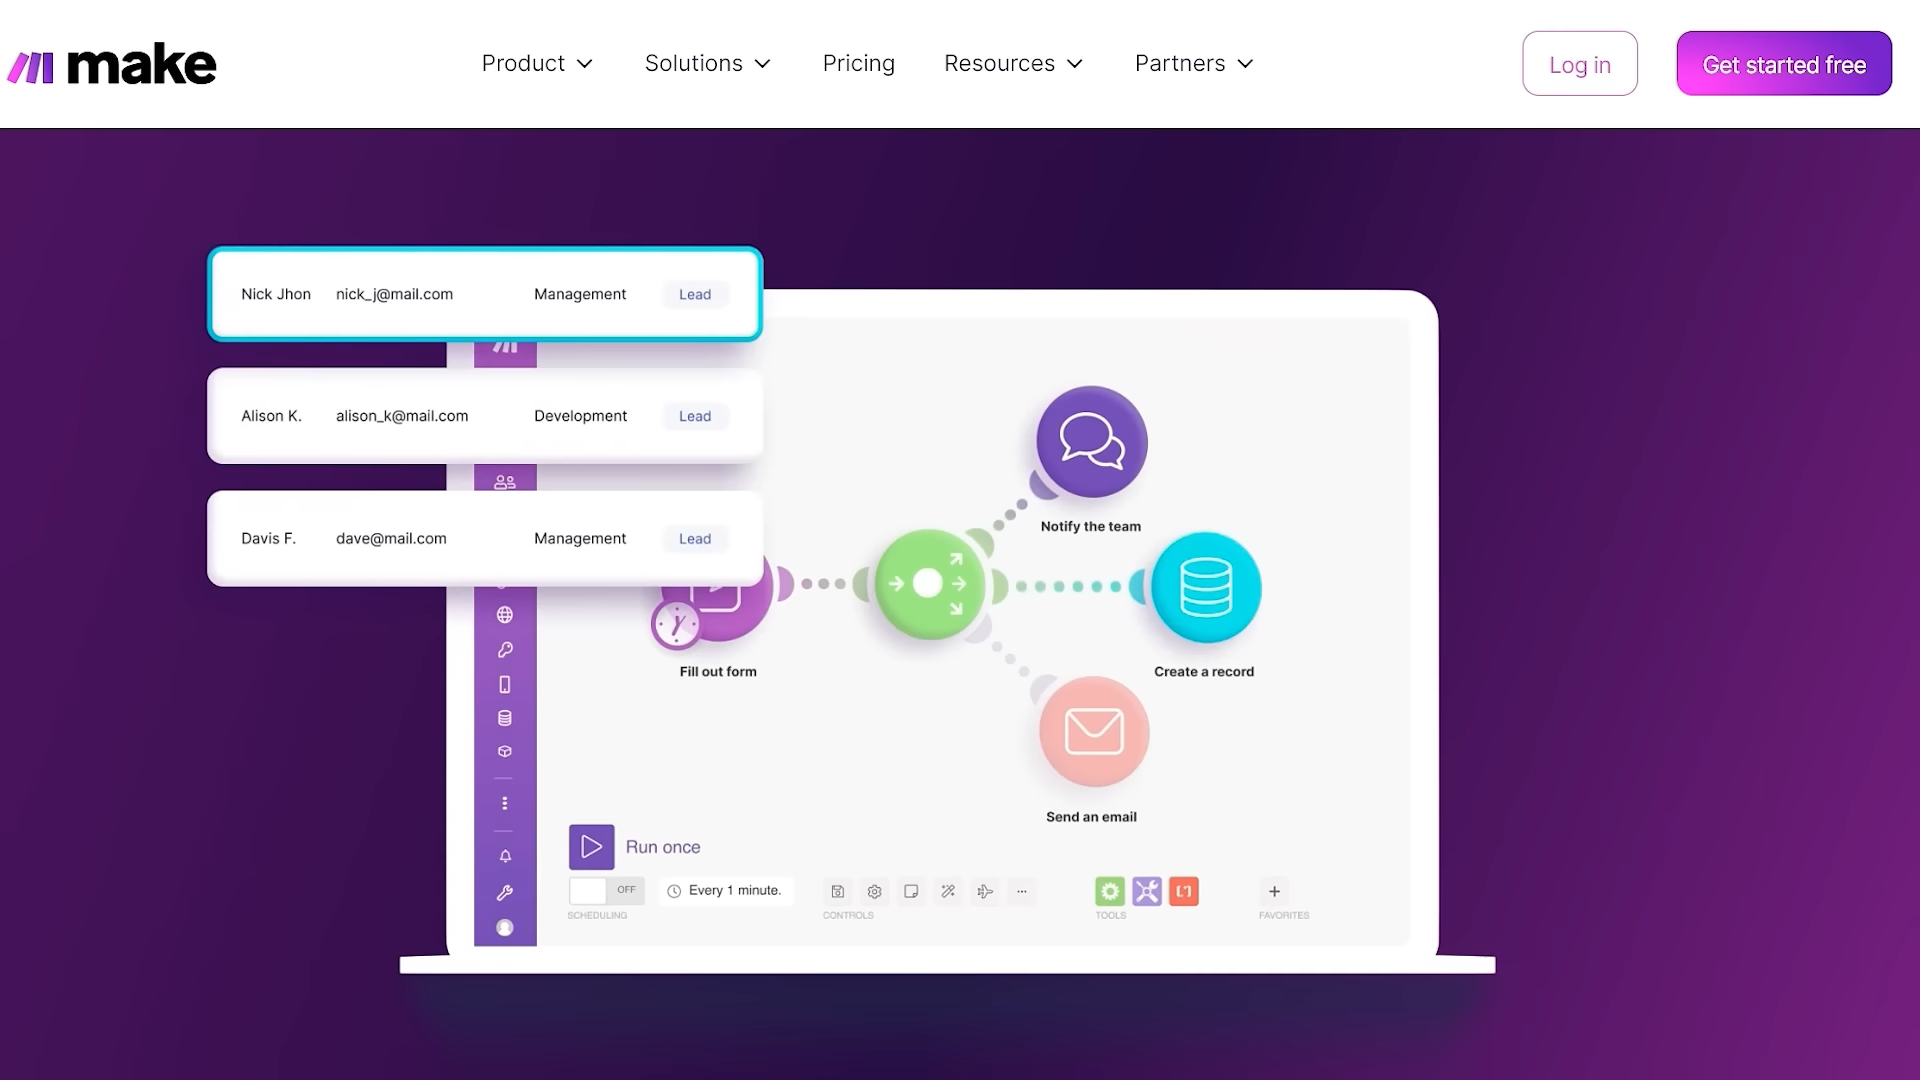 make
Product
Solutions
Pricing
Resources
Partners
Log in
Get started free
Nick Jhon nick_j@mail.com Management Lead
Alison K. alison_k@mail.com Development Lead
Davis F. dave@mail.com Management Lead
Notify the team
Fill out form
Create a record
Send an email
Run once
OFF
Every 1 minute.
SCHEDULING
CONTROLS
TOOLS
FAVORITES